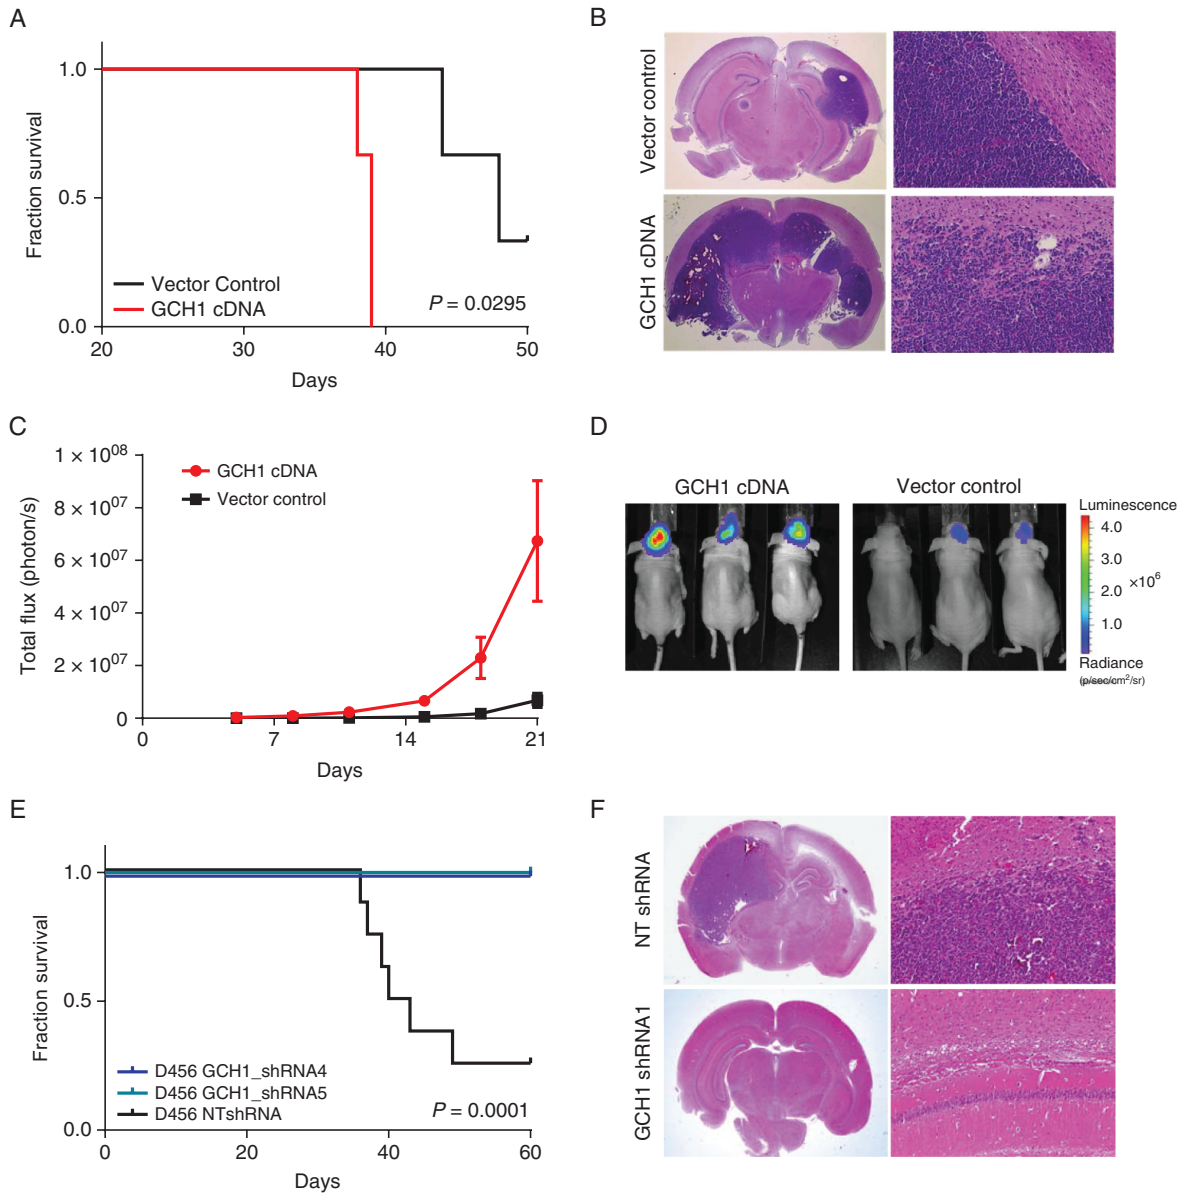 A
1.0
0.5
0.0
Fraction survival
Vector Control
GCH1 cDNA
P = 0.0295
20
30
40
50
Days
B
Vector control
GCH1 cDNA
C
1 × 10^08
8 × 10^07
6 × 10^07
4 × 10^07
2 × 10^07
0
Total flux (photon/s)
GCH1 cDNA
Vector control
0
7
14
21
Days
D
GCH1 cDNA
Vector control
Luminescence
4.0
3.0
2.0
×10^6
1.0
Radiance
(p/sec/cm²/sr)
E
1.0
0.5
0.0
Fraction survival
D456 GCH1_shRNA4
D456 GCH1_shRNA5
D456 NTshRNA
P = 0.0001
0
20
40
60
Days
F
NT shRNA
GCH1 shRNA1